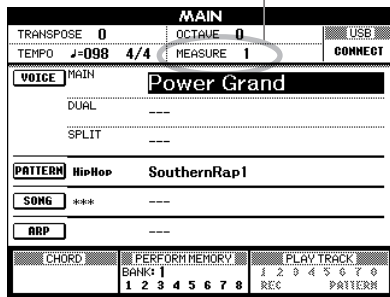 MAIN
TRANSPOSE 0 OCTAVE 0 USB
TEMPO ♩=098 4/4 MEASURE 1 CONNECT
VOICE MAIN Power Grand
DUAL ---
SPLIT ---
PATTERN HipHop SouthernRap1
SONG *** ---
ARP ---
CHORD PERFORM MEMORY PLAY TRACK
BANK: 1 1 2 3 4 5 6 7 8
1 2 3 4 5 6 7 8 REC PATTERN